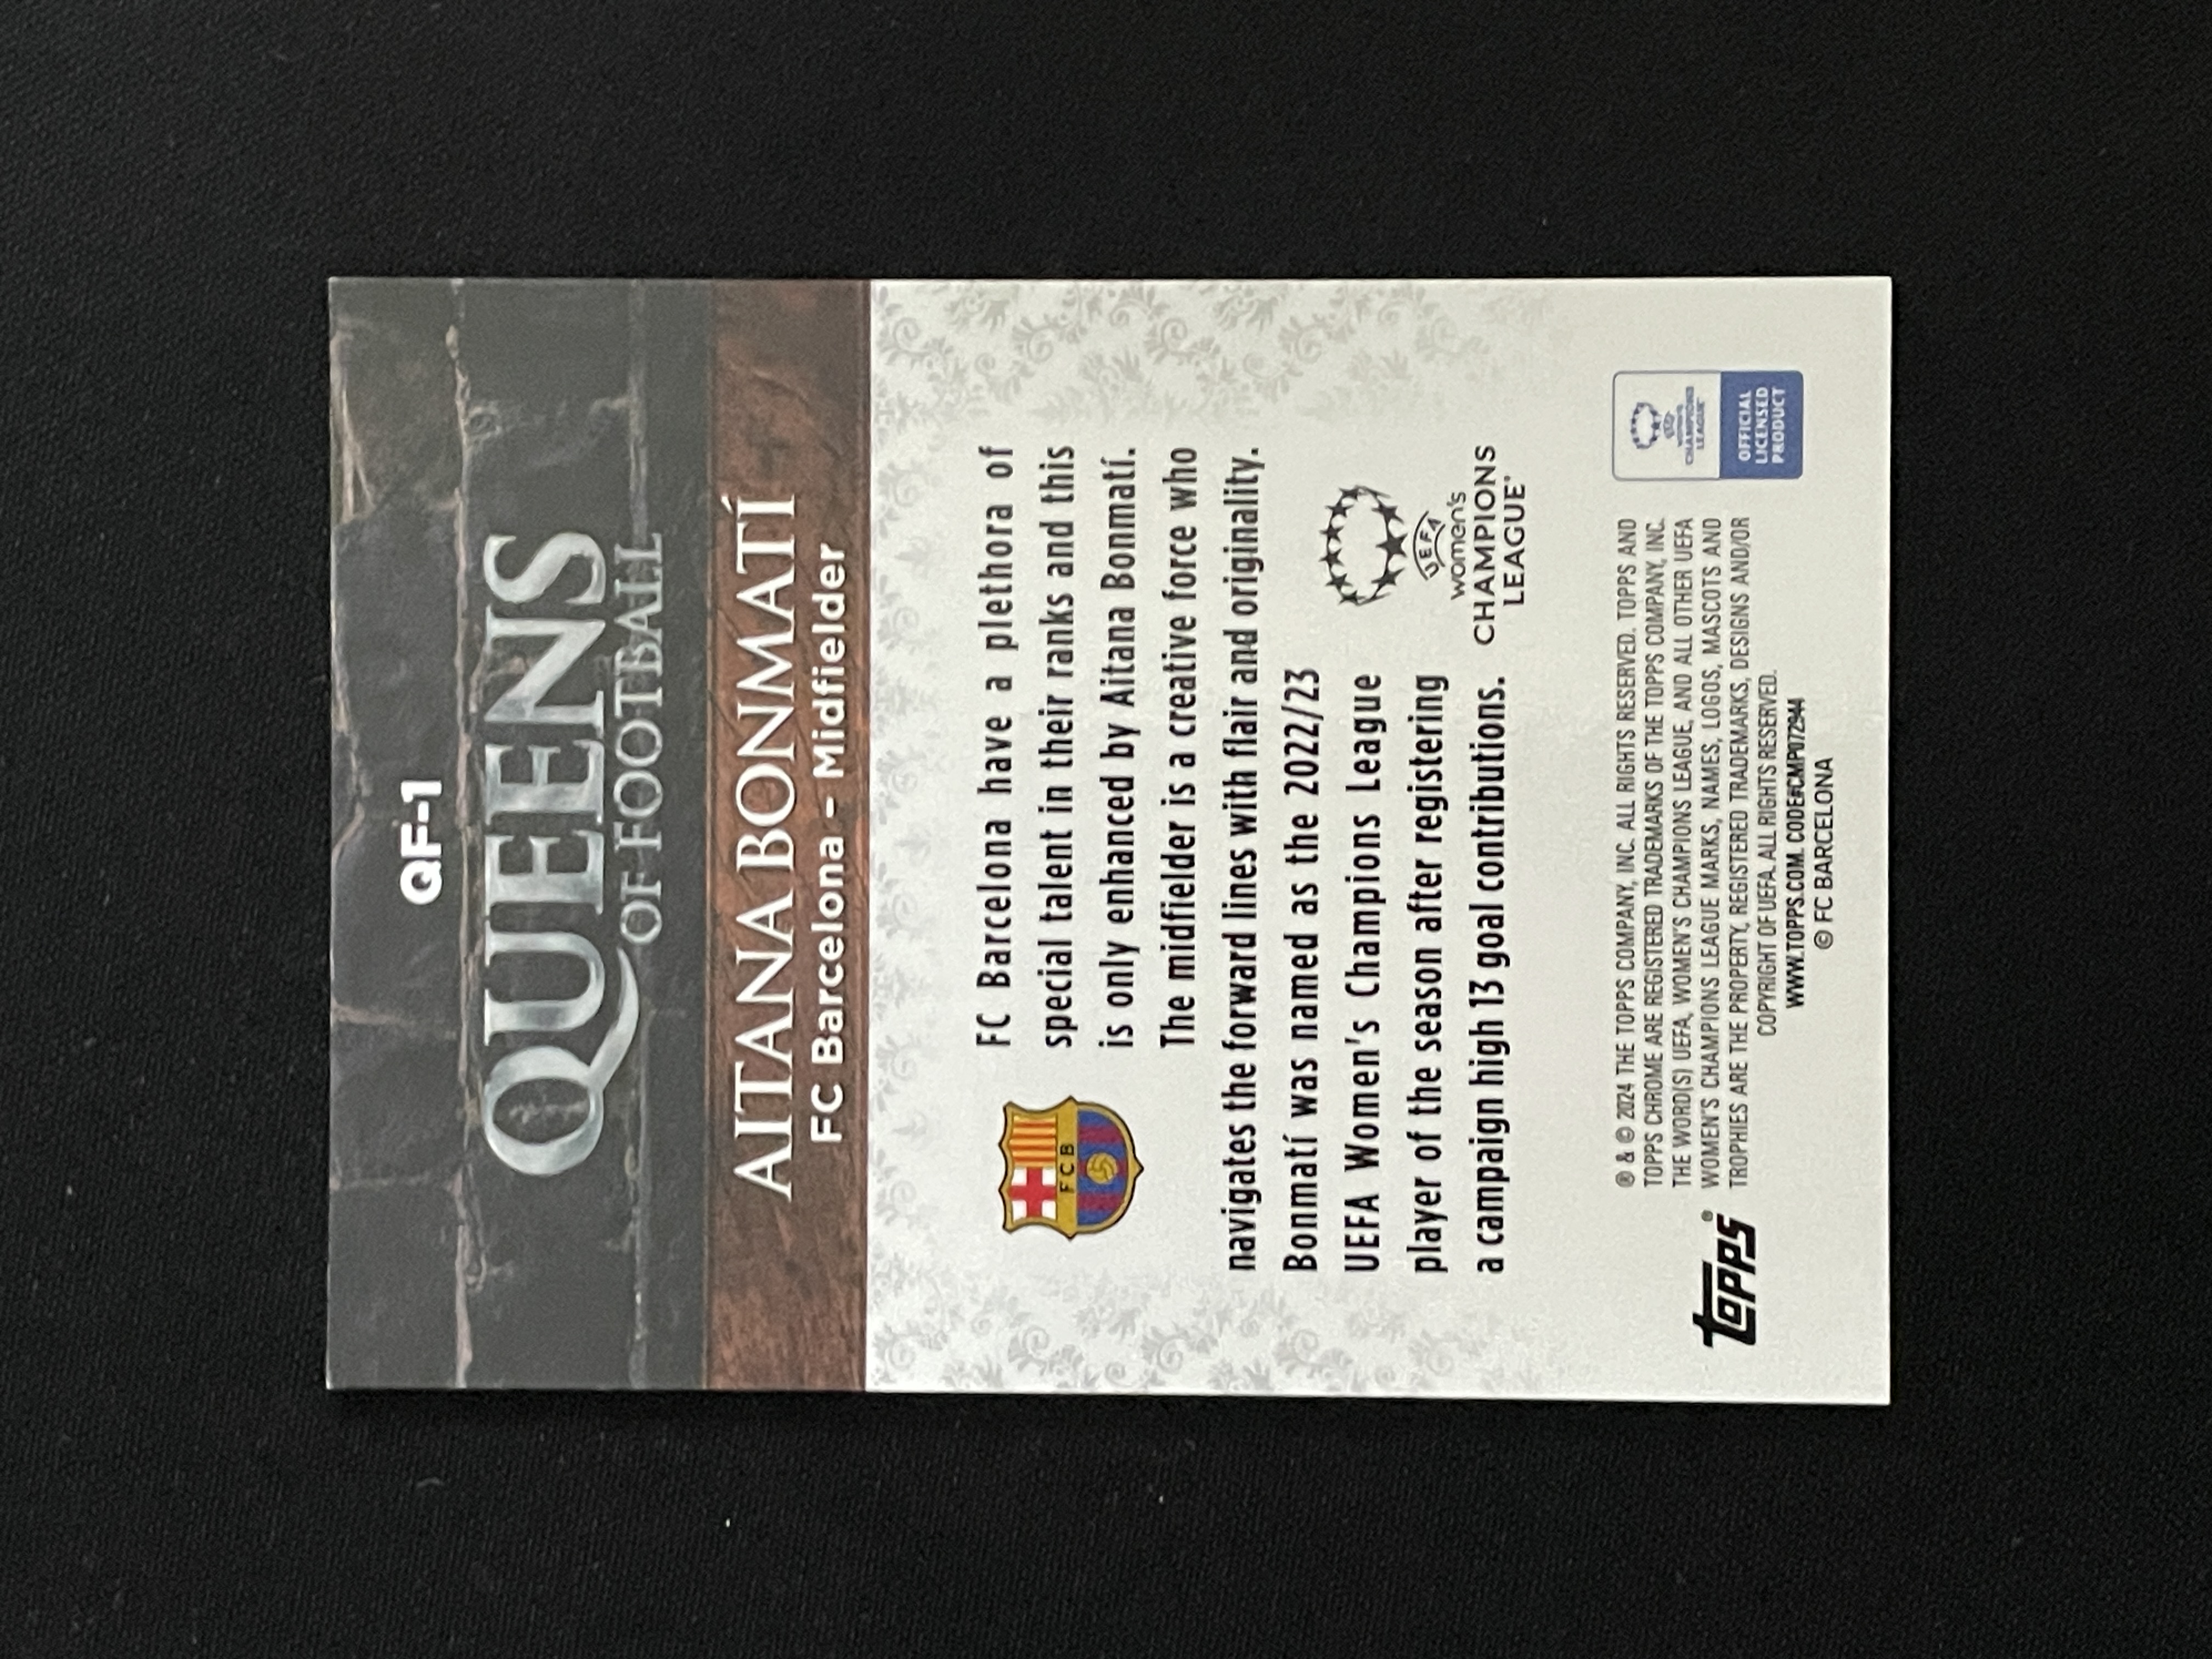 QF-1
QUEENS
OF FOOTBALL
AITANA BONMATÍ
FC Barcelona - Midfielder
FCB
FC Barcelona have a plethora of
special talent in their ranks and this
is only enhanced by Aitana Bonmatí.
The midfielder is a creative force who
navigates the forward lines with flair and originality.
Bonmatí was named as the 2022/23
UEFA Women's Champions League
player of the season after registering
a campaign high 13 goal contributions.
UEFA
women's
CHAMPIONS
LEAGUE®
® & © 2024 THE TOPPS COMPANY, INC. ALL RIGHTS RESERVED. TOPPS AND
TOPPS CHROME ARE REGISTERED TRADEMARKS OF THE TOPPS COMPANY, INC.
THE WORD(S) UEFA, WOMEN'S CHAMPIONS LEAGUE, AND ALL OTHER UEFA
WOMEN'S CHAMPIONS LEAGUE MARKS, NAMES, LOGOS, MASCOTS AND
TROPHIES ARE THE PROPERTY, REGISTERED TRADEMARKS, DESIGNS AND/OR
COPYRIGHT OF UEFA. ALL RIGHTS RESERVED.
WWW.TOPPS.COM. CODE#CMP072944
© FC BARCELONA
topps®
UEFA
women's
CHAMPIONS
LEAGUE
OFFICIAL
LICENSED
PRODUCT